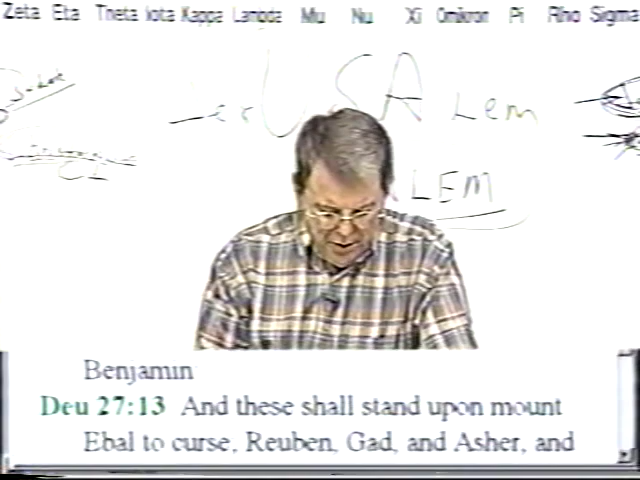 Zeta Eta Theta Iota Kappa Lambda Mu Nu Xi Omikron Pi Rho Sigma
JerUSAlem
LEM
Benjamin
Deu 27:13 And these shall stand upon mount
Ebal to curse, Reuben, Gad, and Asher, and